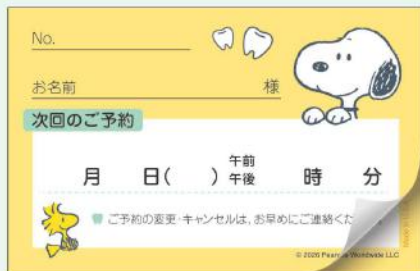 No.
お名前 様
次回のご予約
月 日( ) 午前 午後 時 分
ご予約の変更・キャンセルは、お早めにご連絡くだ
© 2020 Peanuts Worldwide LLC